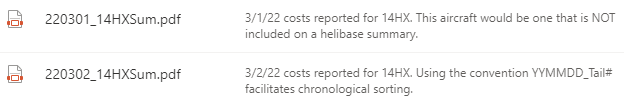 220301_14HXSum.pdf
3/1/22 costs reported for 14HX. This aircraft would be one that is NOT
included on a helibase summary.
220302_14HXSum.pdf
3/2/22 costs reported for 14HX. Using the convention YYMMDD_Tail#
facilitates chronological sorting.